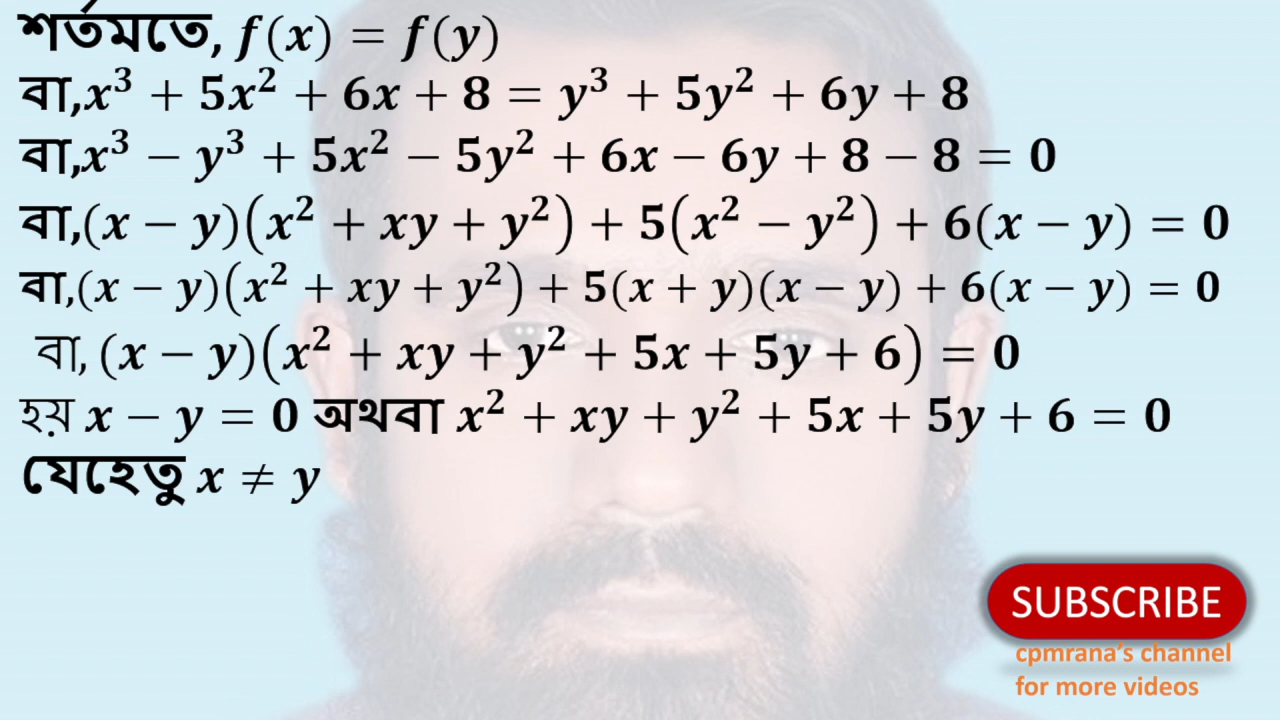 শর্তমতে, f(x) = f(y)
বা,x³ + 5x² + 6x + 8 = y³ + 5y² + 6y + 8
বা,x³ − y³ + 5x² − 5y² + 6x − 6y + 8 − 8 = 0
বা,(x − y)(x² + xy + y²) + 5(x² − y²) + 6(x − y) = 0
বা,(x − y)(x² + xy + y²) + 5(x + y)(x − y) + 6(x − y) = 0
বা, (x − y)(x² + xy + y² + 5x + 5y + 6) = 0
হয় x − y = 0 অথবা x² + xy + y² + 5x + 5y + 6 = 0
যেহেতু x ≠ y
SUBSCRIBE
cpmrana's channel
for more videos